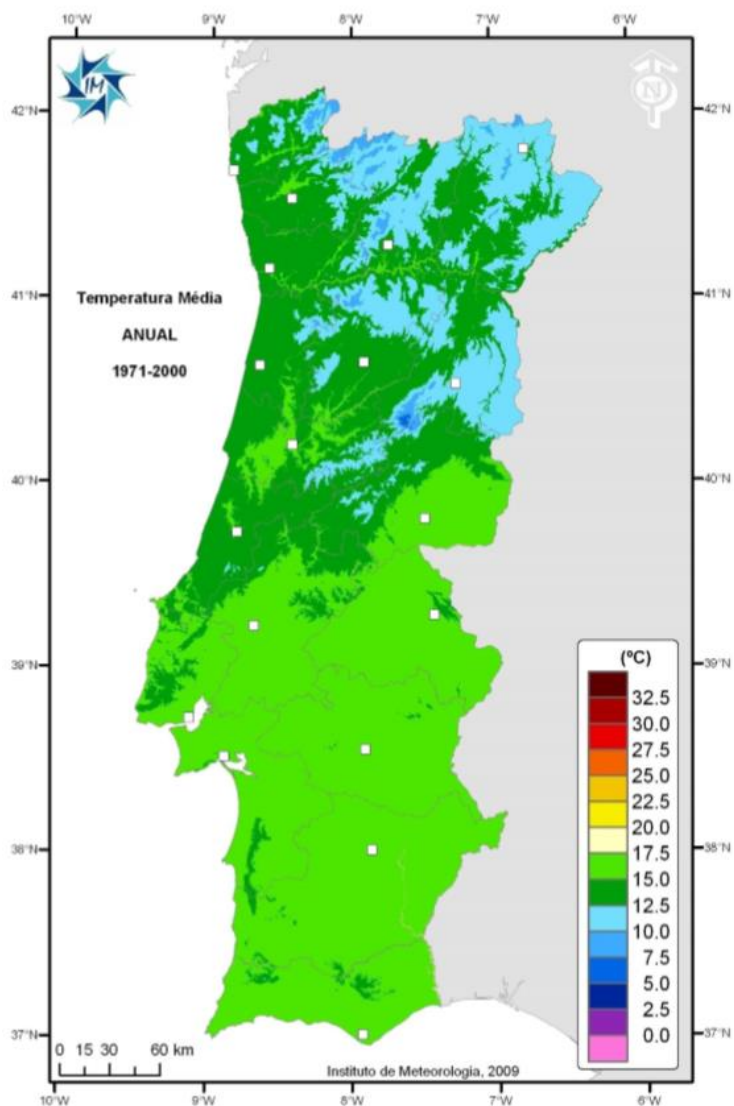 10°W
9°W
8°W
7°W
6°W
IM
N
42°N
42°N
41°N
41°N
Temperatura Média
ANUAL
1971-2000
40°N
40°N
39°N
39°N
(ºC)
32.5
30.0
27.5
25.0
22.5
20.0
17.5
15.0
12.5
10.0
7.5
5.0
2.5
0.0
38°N
38°N
37°N
37°N
0 15 30 60 km
Instituto de Meteorologia, 2009
10°W
9°W
8°W
7°W
6°W